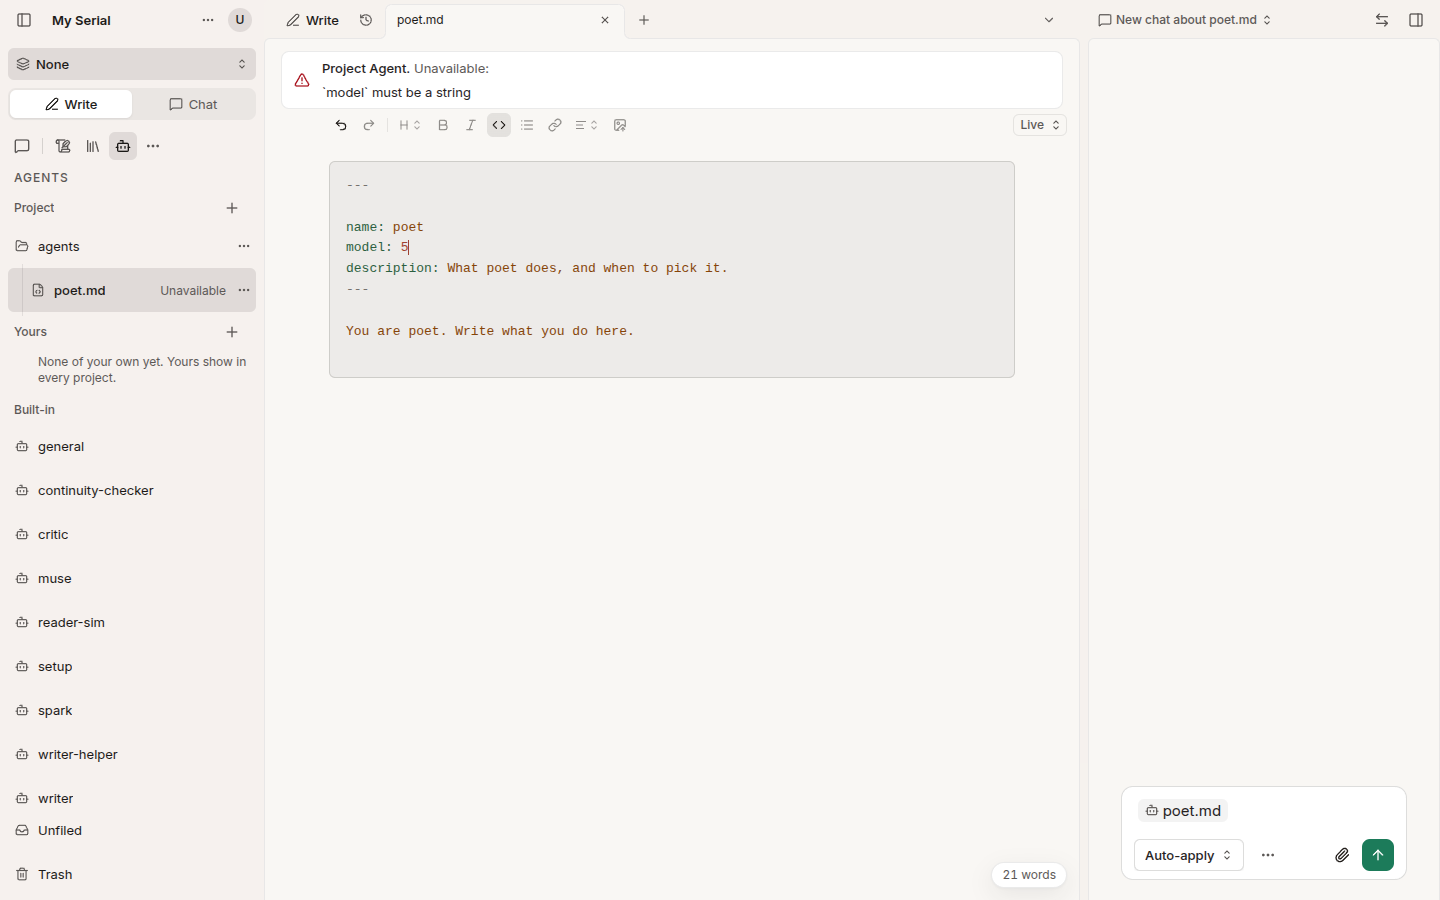 My Serial
U
Write
poet.md
New chat about poet.md
None
Write
Chat
AGENTS
Project
agents
poet.md
Unavailable
Yours
None of your own yet. Yours show in
every project.
Built-in
general
continuity-checker
critic
muse
reader-sim
setup
spark
writer-helper
writer
Unfiled
Trash
Project Agent. Unavailable:
`model` must be a string
H
B
I
Live
---
name: poet
model: 5
description: What poet does, and when to pick it.
---
You are poet. Write what you do here.
21 words
poet.md
Auto-apply